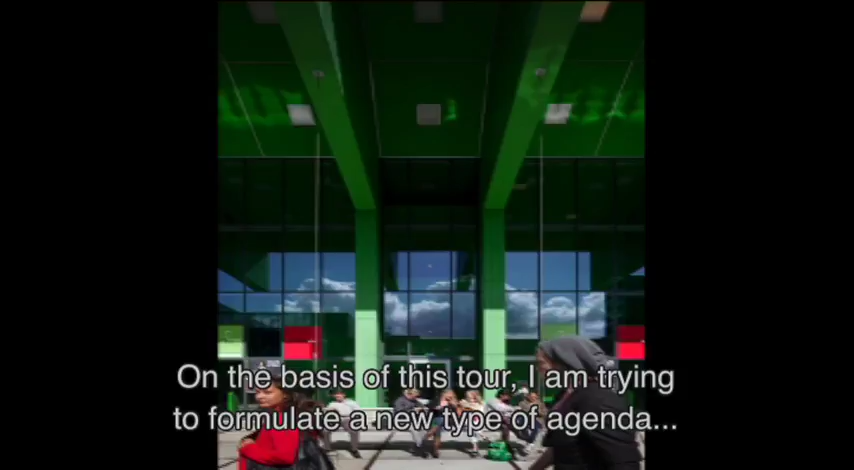 On the basis of this tour, I am trying
to formulate a new type of agenda...